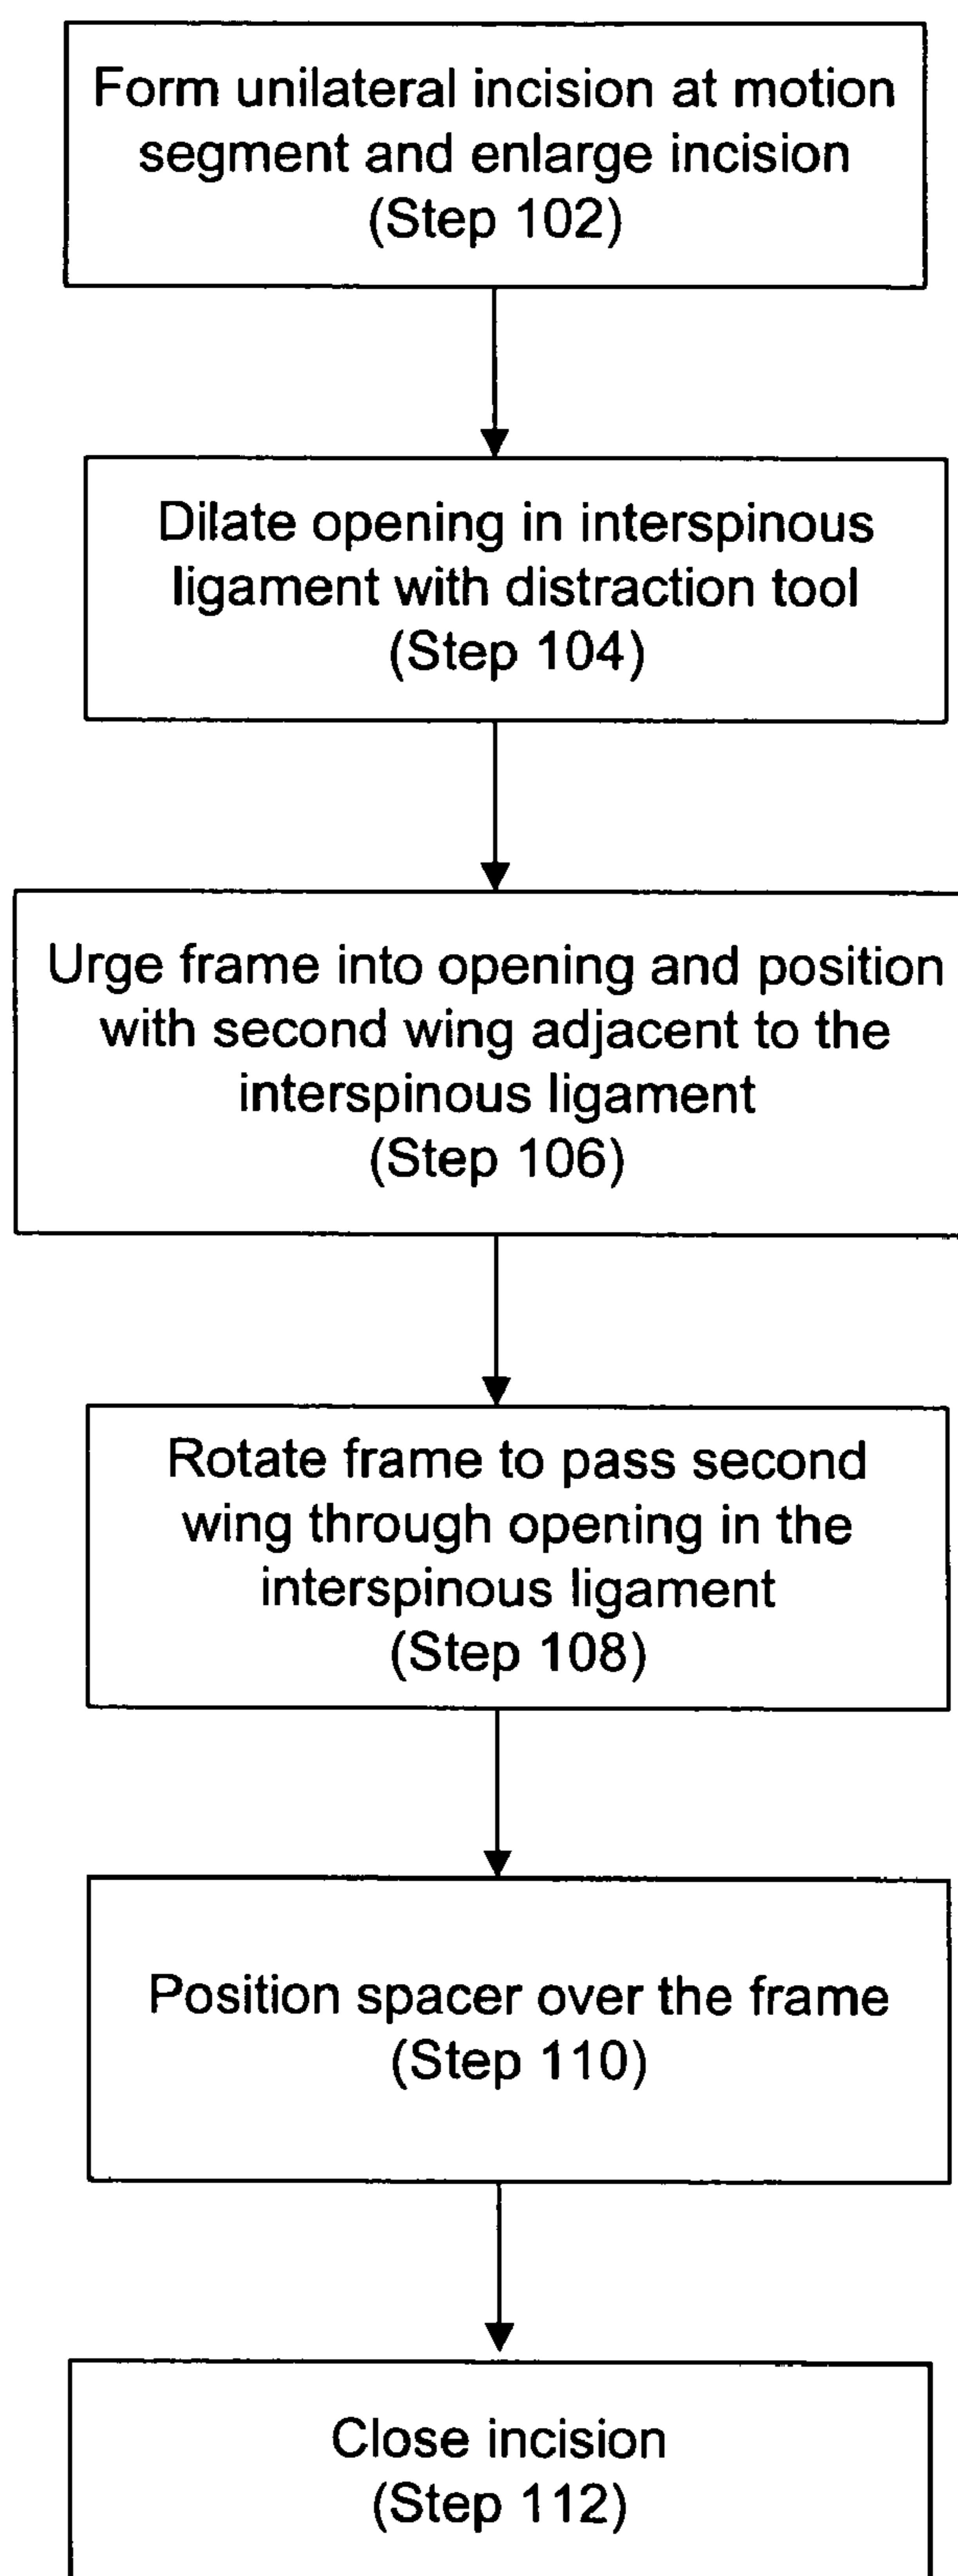 Form unilateral incision at motion
segment and enlarge incision
(Step 102)
Dilate opening in interspinous
ligament with distraction tool
(Step 104)
Urge frame into opening and position
with second wing adjacent to the
interspinous ligament
(Step 106)
Rotate frame to pass second
wing through opening in the
interspinous ligament
(Step 108)
Position spacer over the frame
(Step 110)
Close incision
(Step 112)